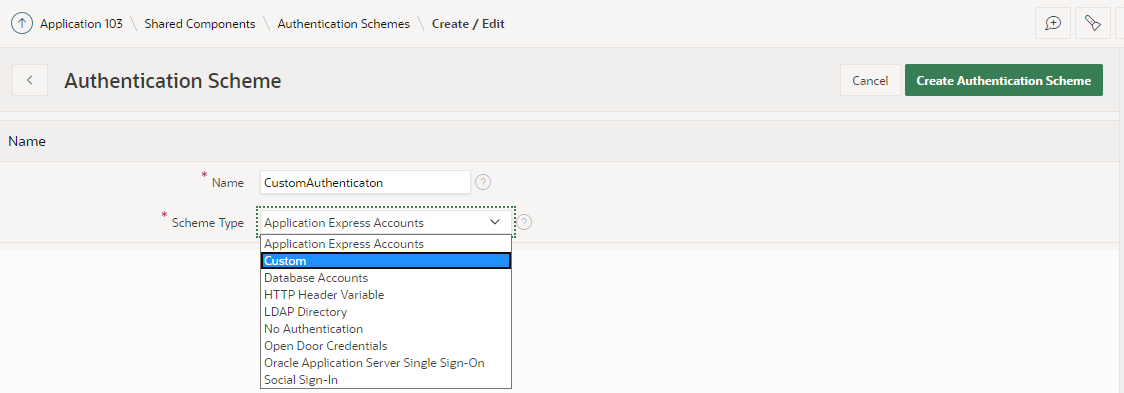 Application 103 \ Shared Components \ Authentication Schemes \ Create / Edit
Authentication Scheme
Cancel
Create Authentication Scheme
Name
* Name
CustomAuthenticaton
?
* Scheme Type
Application Express Accounts
?
Application Express Accounts
Custom
Database Accounts
HTTP Header Variable
LDAP Directory
No Authentication
Open Door Credentials
Oracle Application Server Single Sign-On
Social Sign-In